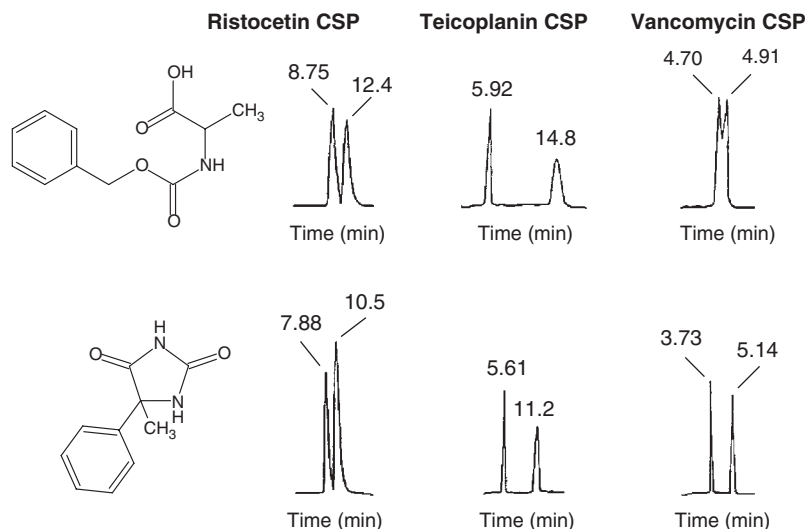 Ristocetin CSP Teicoplanin CSP Vancomycin CSP
8.75 12.4 5.92 14.8 4.70 4.91
OH
O
CH3
O
NH
O
Time (min) Time (min) Time (min)
7.88 10.5 5.61 11.2 3.73 5.14
H
N
O
O
N
H
CH3
Time (min) Time (min) Time (min)